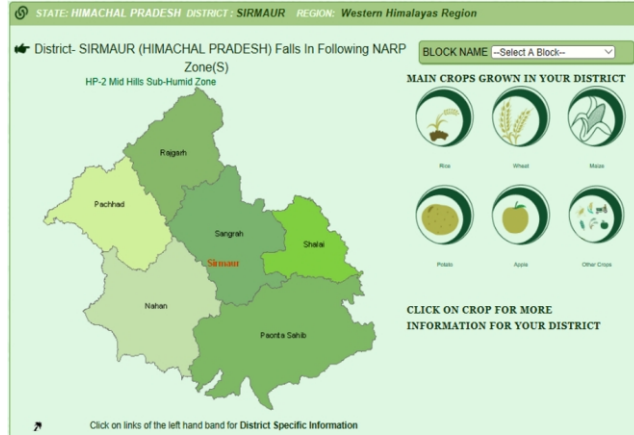 STATE: HIMACHAL PRADESH DISTRICT : SIRMAUR REGION: Western Himalayas Region
District- SIRMAUR (HIMACHAL PRADESH) Falls In Following NARP
Zone(S)
HP-2 Mid Hills Sub-Humid Zone
BLOCK NAME --Select A Block--
MAIN CROPS GROWN IN YOUR DISTRICT
Rice Wheat Maize
Potato Apple Other Crops
CLICK ON CROP FOR MORE
INFORMATION FOR YOUR DISTRICT
Rajgarh
Pachhad
Sangrah
Shalai
Sirmaur
Nahan
Paonta Sahib
Click on links of the left hand band for District Specific Information